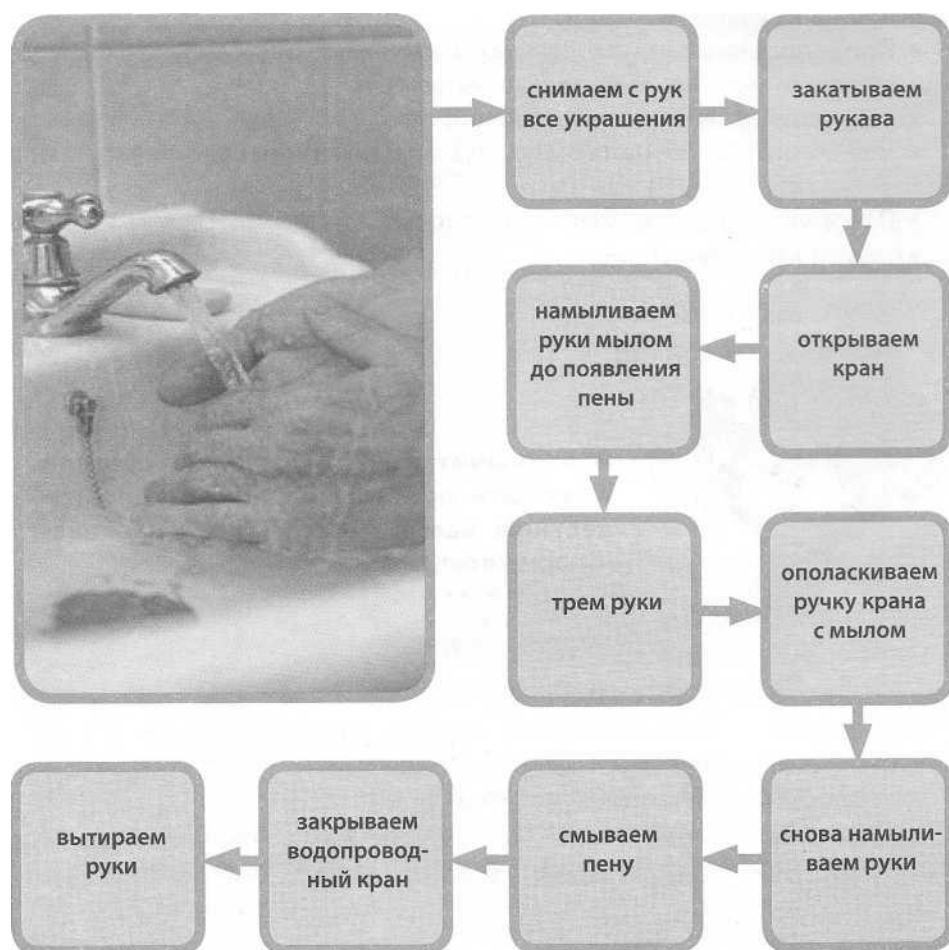 снимаем с рук
все украшения
закатываем
рукава
открываем
кран
намыливаем
руки мылом
до появления
пены
трем руки
ополаскиваем
ручку крана
с мылом
снова намыли-
ваем руки
смываем
пену
закрываем
водопровод-
ный кран
вытираем
руки